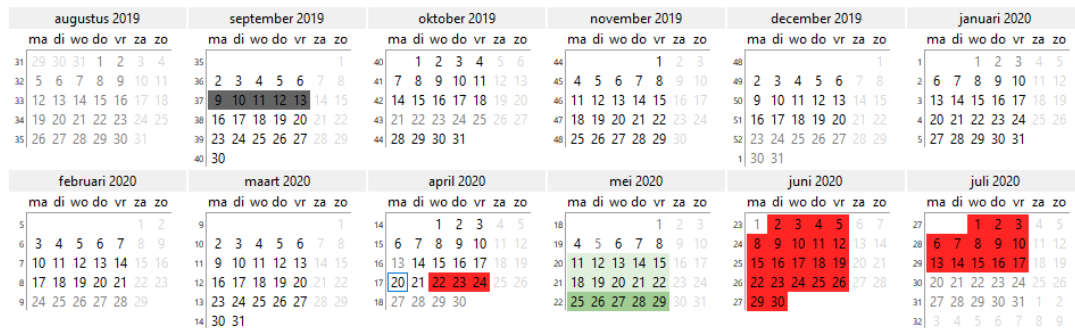 augustus 2019
ma di wo do vr za zo
31 29 30 31 1 2 3 4
32 5 6 7 8 9 10 11
33 12 13 14 15 16 17 18
34 19 20 21 22 23 24 25
35 26 27 28 29 30 31
september 2019
ma di wo do vr za zo
35 1
36 2 3 4 5 6 7 8
37 9 10 11 12 13 14 15
38 16 17 18 19 20 21 22
39 23 24 25 26 27 28 29
40 30
oktober 2019
ma di wo do vr za zo
40 1 2 3 4 5 6
41 7 8 9 10 11 12 13
42 14 15 16 17 18 19 20
43 21 22 23 24 25 26 27
44 28 29 30 31
november 2019
ma di wo do vr za zo
44 1 2 3
45 4 5 6 7 8 9 10
46 11 12 13 14 15 16 17
47 18 19 20 21 22 23 24
48 25 26 27 28 29 30
december 2019
ma di wo do vr za zo
48 1
49 2 3 4 5 6 7 8
50 9 10 11 12 13 14 15
51 16 17 18 19 20 21 22
52 23 24 25 26 27 28 29
1 30 31
januari 2020
ma di wo do vr za zo
1 1 2 3 4 5
2 6 7 8 9 10 11 12
3 13 14 15 16 17 18 19
4 20 21 22 23 24 25 26
5 27 28 29 30 31
februari 2020
ma di wo do vr za zo
5 1 2
6 3 4 5 6 7 8 9
7 10 11 12 13 14 15 16
8 17 18 19 20 21 22 23
9 24 25 26 27 28 29
maart 2020
ma di wo do vr za zo
9 1
10 2 3 4 5 6 7 8
11 9 10 11 12 13 14 15
12 16 17 18 19 20 21 22
13 23 24 25 26 27 28 29
14 30 31
april 2020
ma di wo do vr za zo
14 1 2 3 4 5
15 6 7 8 9 10 11 12
16 13 14 15 16 17 18 19
17 20 21 22 23 24 25 26
18 27 28 29 30
mei 2020
ma di wo do vr za zo
18 1 2 3
19 4 5 6 7 8 9 10
20 11 12 13 14 15 16 17
21 18 19 20 21 22 23 24
22 25 26 27 28 29 30 31
juni 2020
ma di wo do vr za zo
23 1 2 3 4 5 6 7
24 8 9 10 11 12 13 14
25 15 16 17 18 19 20 21
26 22 23 24 25 26 27 28
27 29 30
juli 2020
ma di wo do vr za zo
27 1 2 3 4 5
28 6 7 8 9 10 11 12
29 13 14 15 16 17 18 19
30 20 21 22 23 24 25 26
31 27 28 29 30 31 1 2
32 3 4 5 6 7 8 9